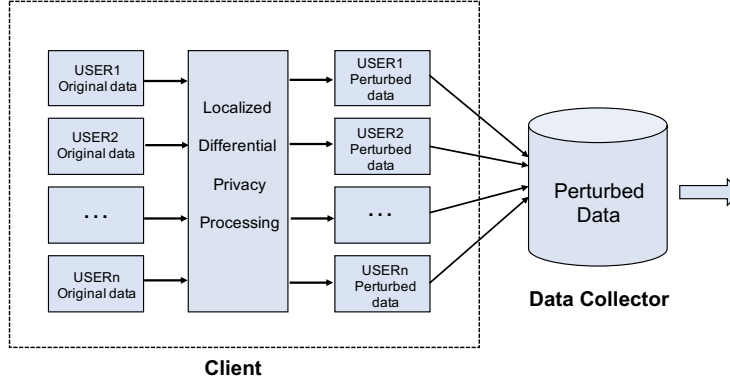 USER1
Original data
USER2
Original data
...
USERn
Original data
Localized
Differential
Privacy
Processing
USER1
Perturbed
data
USER2
Perturbed
data
...
USERn
Perturbed
data
Client
Perturbed
Data
Data Collector